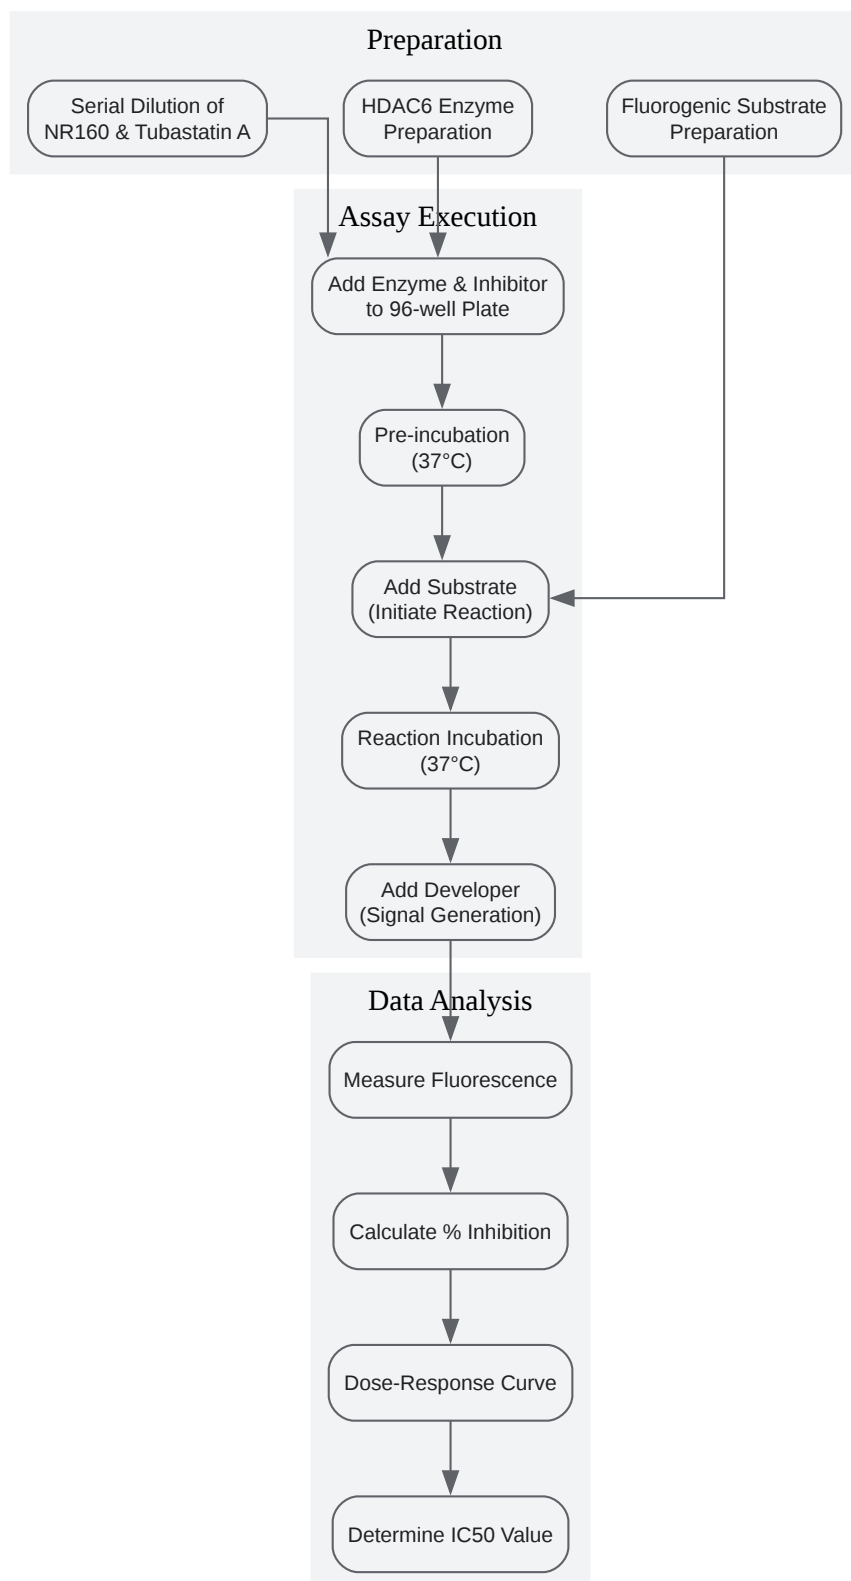 Preparation
Serial Dilution of
NR160 & Tubastatin A
HDAC6 Enzyme
Preparation
Fluorogenic Substrate
Preparation
Assay Execution
Add Enzyme & Inhibitor
to 96-well Plate
Pre-incubation
(37°C)
Add Substrate
(Initiate Reaction)
Reaction Incubation
(37°C)
Add Developer
(Signal Generation)
Data Analysis
Measure Fluorescence
Calculate % Inhibition
Dose-Response Curve
Determine IC50 Value